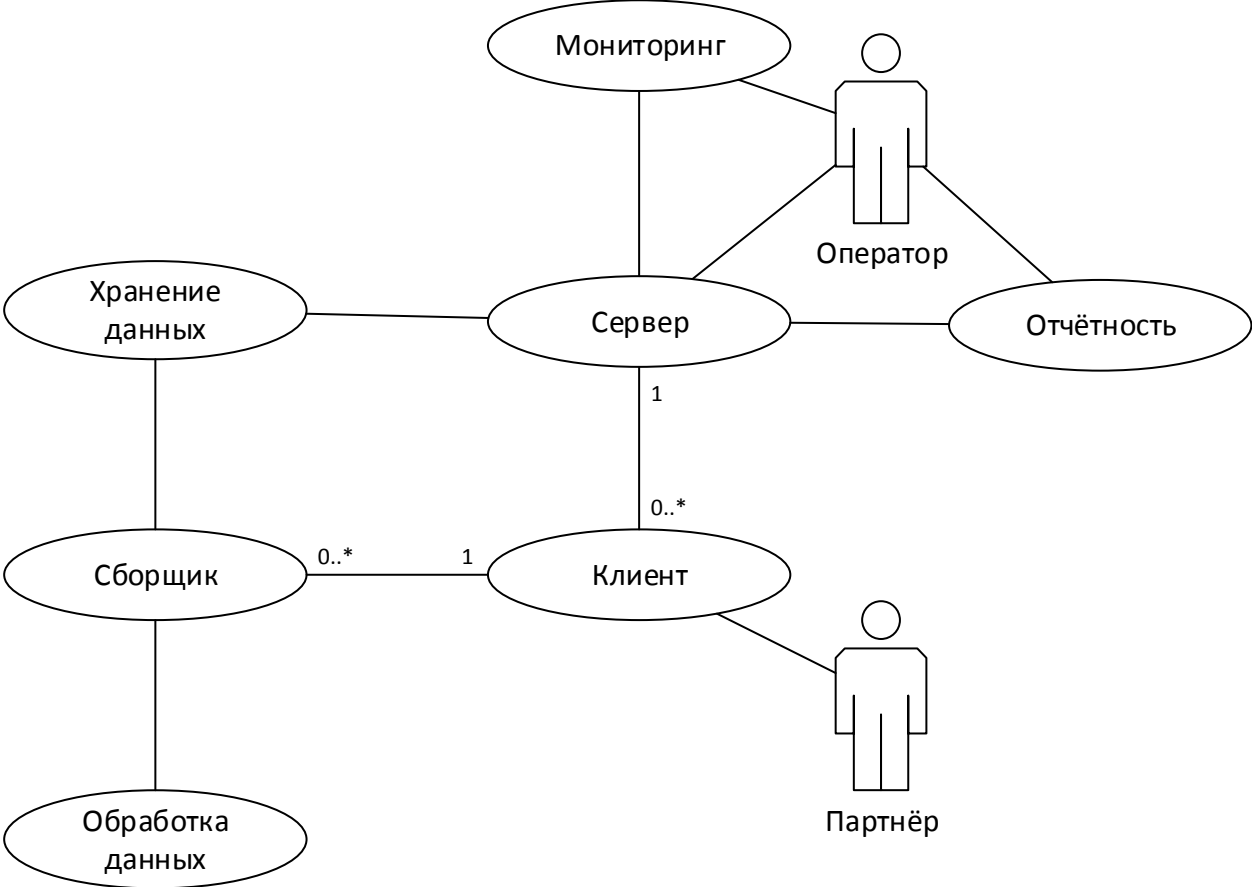 Мониторинг
Оператор
Хранение
данных
Сервер
Отчётность
1
0..*
Сборщик
0..*
1
Клиент
Партнёр
Обработка
данных